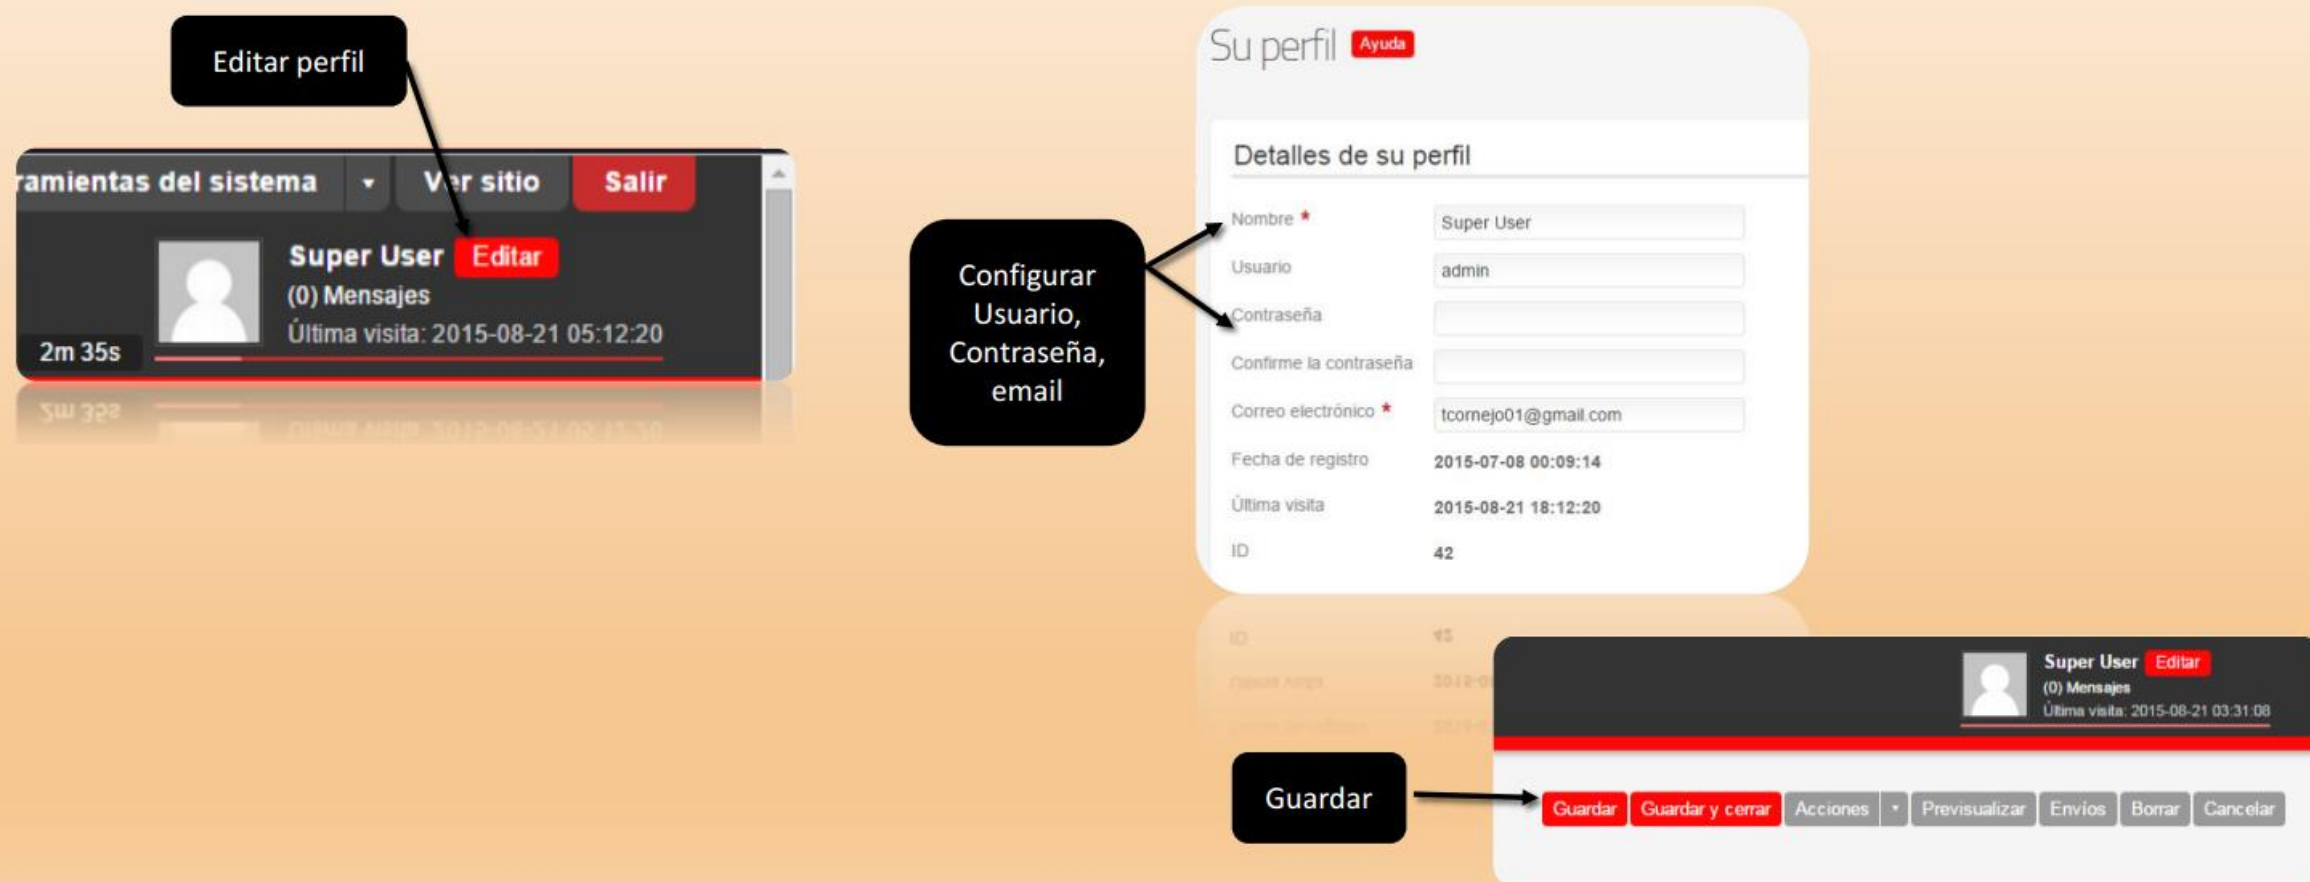 Editar perfil
ramientas del sistema
Ver sitio
Salir
Super User Editar
(0) Mensajes
Última visita: 2015-08-21 05:12:20
2m 35s
Su perfil Ayuda
Detalles de su perfil
Configurar
Usuario,
Contraseña,
email
Nombre * Super User
Usuario admin
Contraseña
Confirme la contraseña
Correo electrónico * tcornejo01@gmail.com
Fecha de registro 2015-07-08 00:09:14
Última visita 2015-08-21 18:12:20
ID 42
Super User Editar
(0) Mensajes
Última visita: 2015-08-21 03:31:08
Guardar
Guardar Guardar y cerrar Acciones Previsualizar Envíos Borrar Cancelar